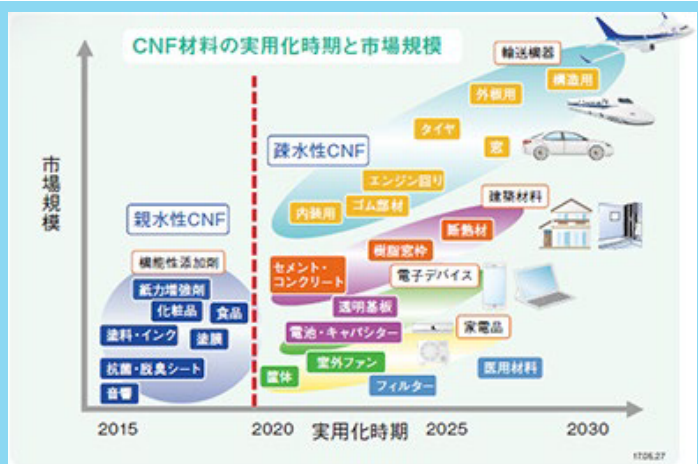 CNF材料の実用化時期と市場規模
輸送機器
構造用
外板用
タイヤ
窓
疎水性CNF
エンジン回り
ゴム部材
内装用
市場規模
親水性CNF
建築材料
断熱材
樹脂窓枠
セメント・
コンクリート
機能性添加剤
紙力増強剤
化粧品
食品
塗料・インク
塗膜
抗菌・脱臭シート
音響
電子デバイス
透明基板
電池・キャパシター
家電品
室外ファン
筐体
フィルター
医用材料
2015
2020
実用化時期
2025
2030
17.05.27